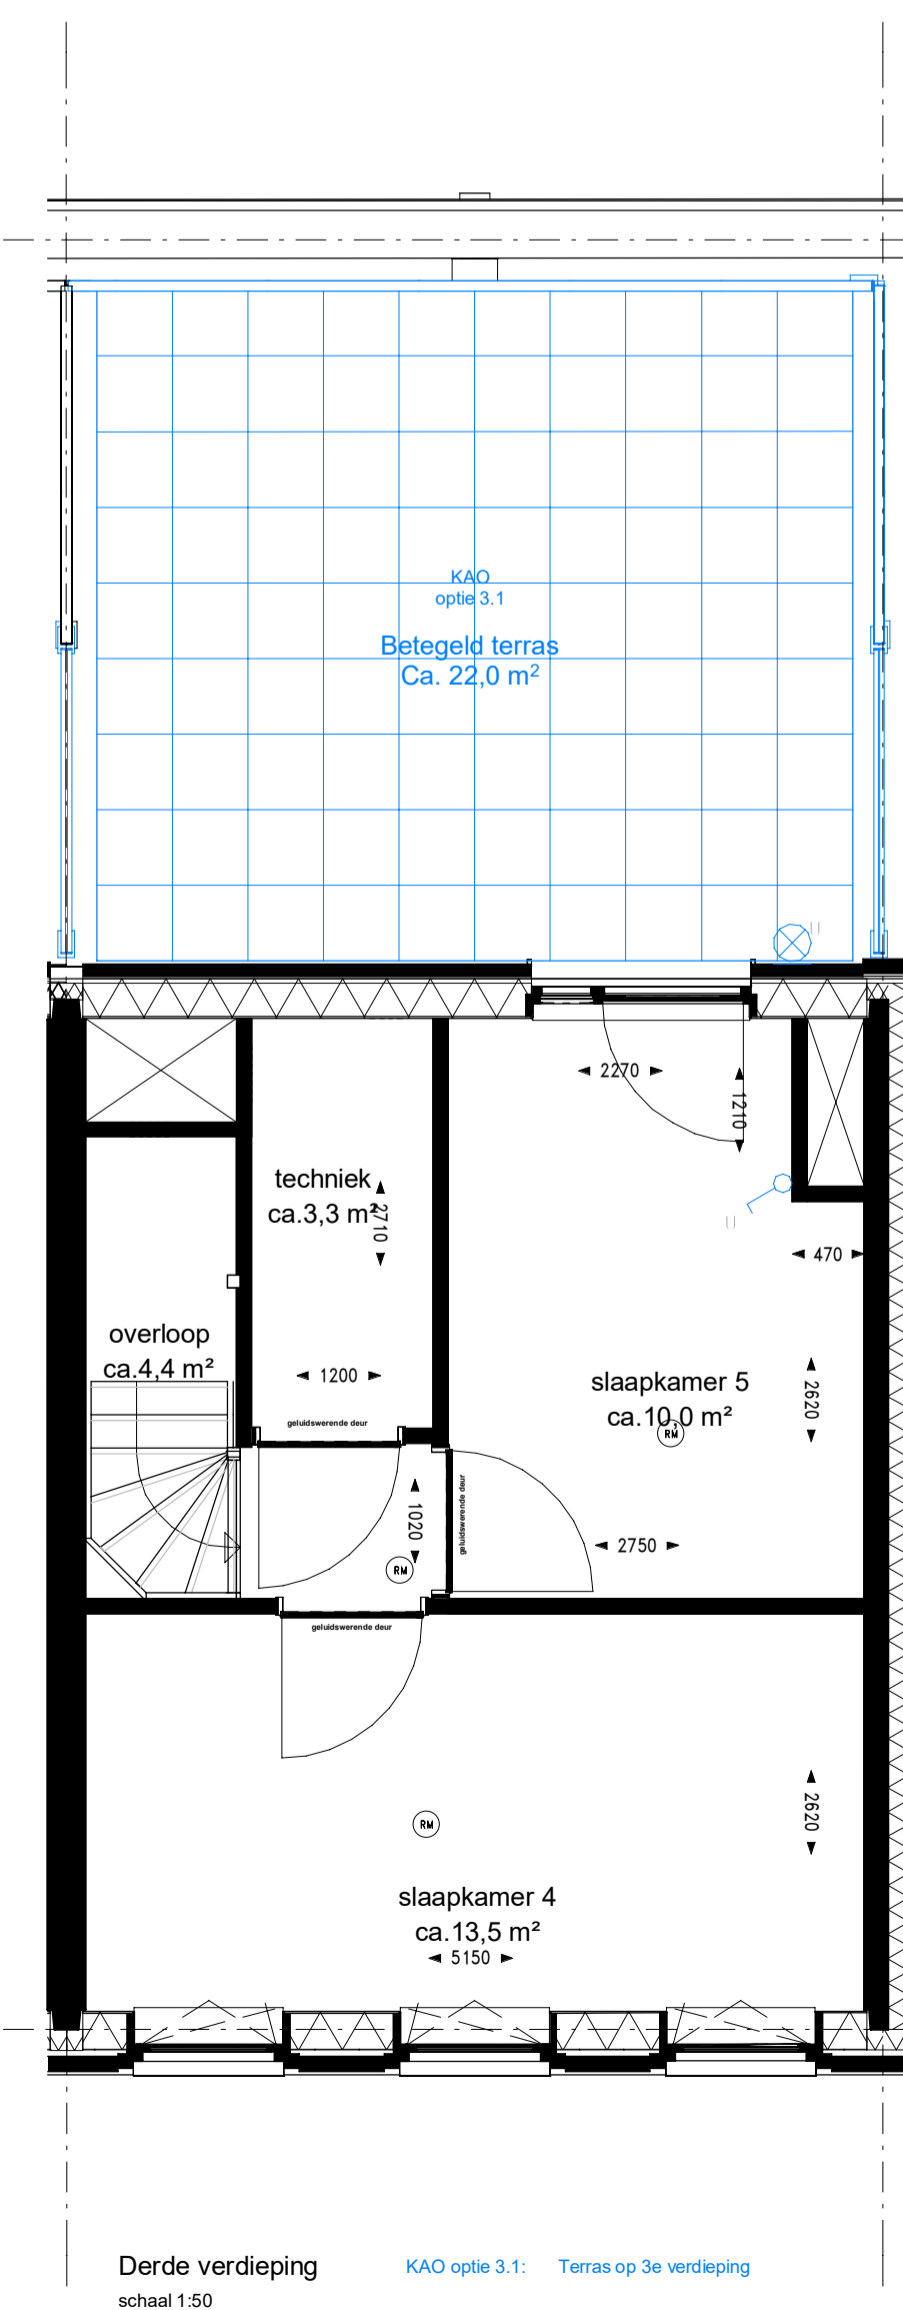 KAO
optie 3.1
Betegeld terras
Ca. 22,0 m²
2270
1210
techniek
ca.3,3 m²
2710
470
overloop
ca.4,4 m²
1200
slaapkamer 5
ca.10,0 m²
2620
RM
geluidswerende deur
geluidswerende deur
1020
2750
RM
geluidswerende deur
2620
RM
slaapkamer 4
ca.13,5 m²
5150
Derde verdieping
KAO optie 3.1: Terras op 3e verdieping
schaal 1:50